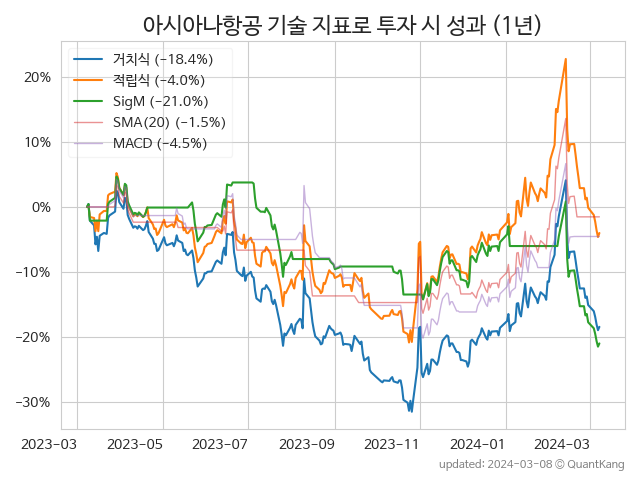 아시아나항공 기술 지표로 투자 시 성과 (1년)
거치식 (−18.4%)
적립식 (−4.0%)
SigM (−21.0%)
SMA(20) (−1.5%)
MACD (−4.5%)
20%
10%
0%
−10%
−20%
−30%
2023−03 2023−05 2023−07 2023−09 2023−11 2024−01 2024−03
updated: 2024−03−08 ⓒ QuantKang